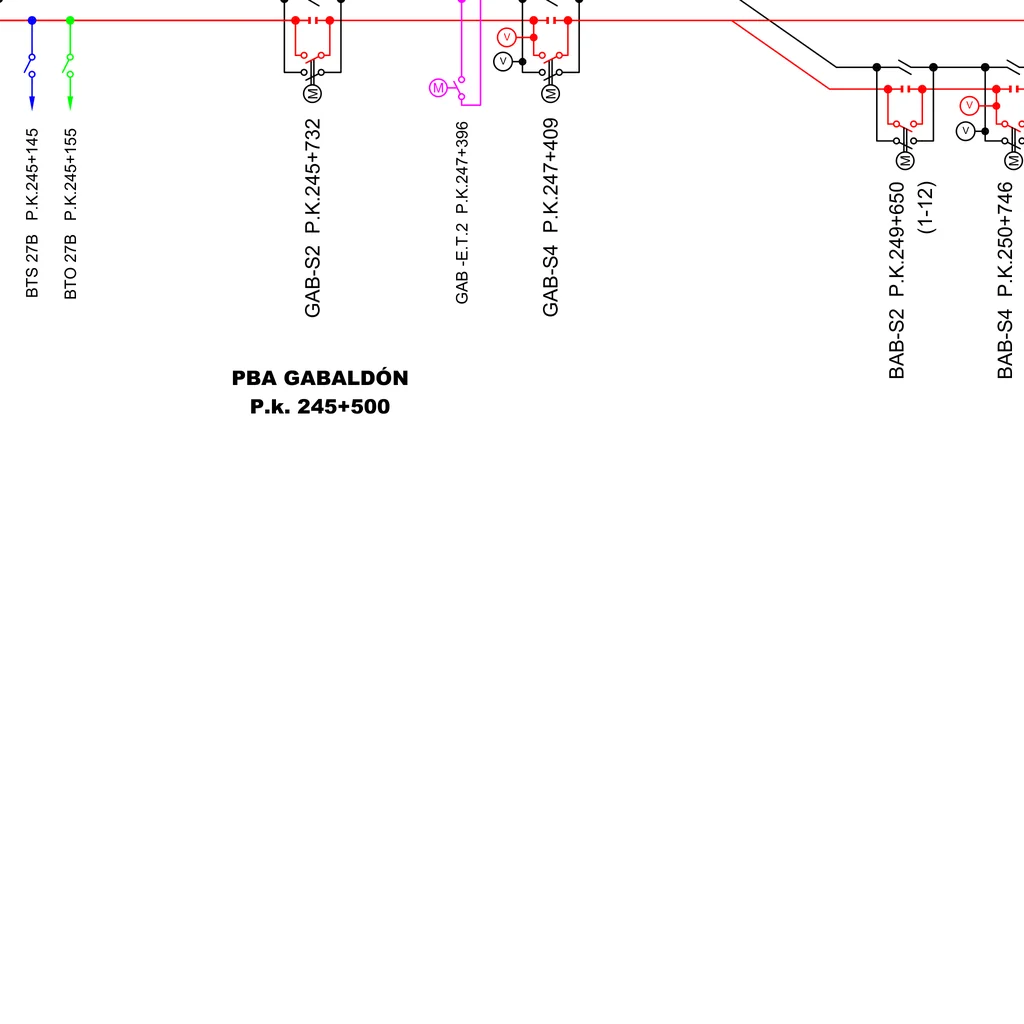 V
V
V
V
M
M
M
M
M
BTS 27B P.K.245+145
BTO 27B P.K.245+155
GAB-S2 P.K.245+732
GAB -E.T.2 P.K.247+396
GAB-S4 P.K.247+409
BAB-S2 P.K.249+650
(1-12)
BAB-S4 P.K.250+746
PBA GABALDÓN
P.k. 245+500